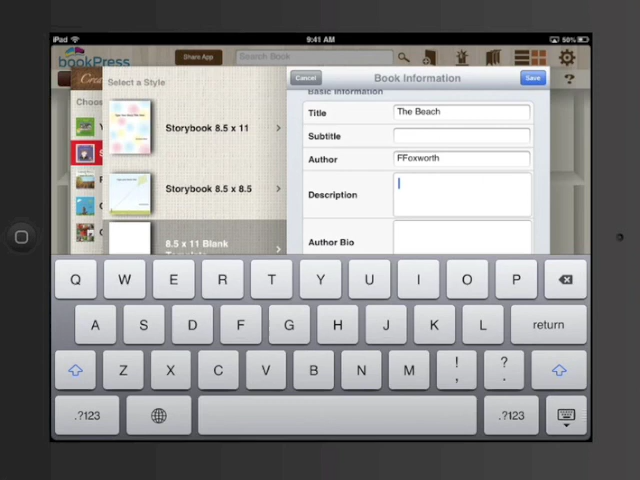 iPad
9:41 AM
50%
bookPress
Share App
Search Book
Crea
Select a Style
Cancel
Book Information
Save
?
Choos
Basic Information
Title
The Beach
Storybook 8.5 x 11
Subtitle
Author
FFoxworth
Storybook 8.5 x 8.5
Description
8.5 x 11 Blank
Author Bio
Q W E R T Y U I O P
A S D F G H J K L return
Z X C V B N M ! , ? .
.?123
.?123